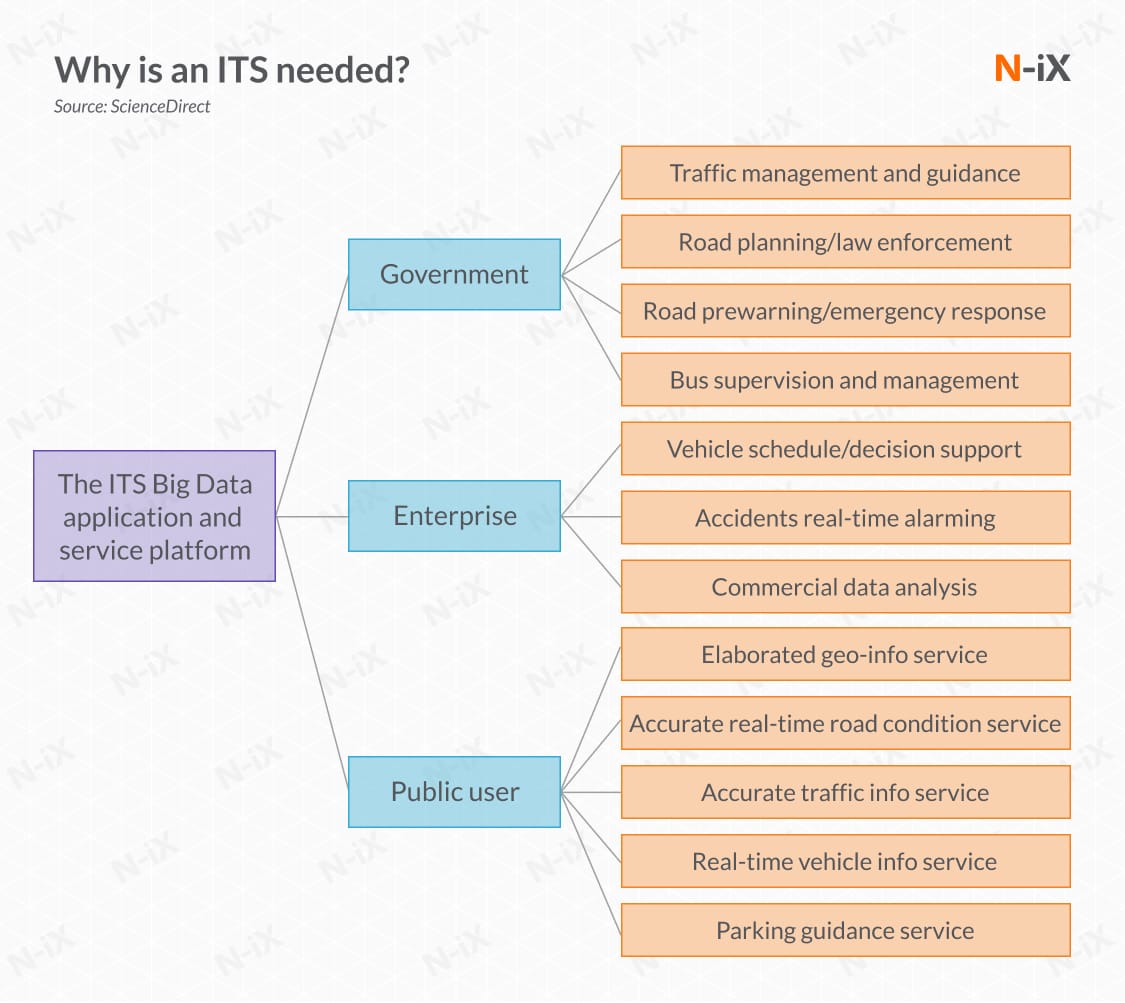 Why is an ITS needed?
Source: ScienceDirect
N-iX
The ITS Big Data
application and
service platform
Government
Enterprise
Public user
Traffic management and guidance
Road planning/law enforcement
Road prewarning/emergency response
Bus supervision and management
Vehicle schedule/decision support
Accidents real-time alarming
Commercial data analysis
Elaborated geo-info service
Accurate real-time road condition service
Accurate traffic info service
Real-time vehicle info service
Parking guidance service